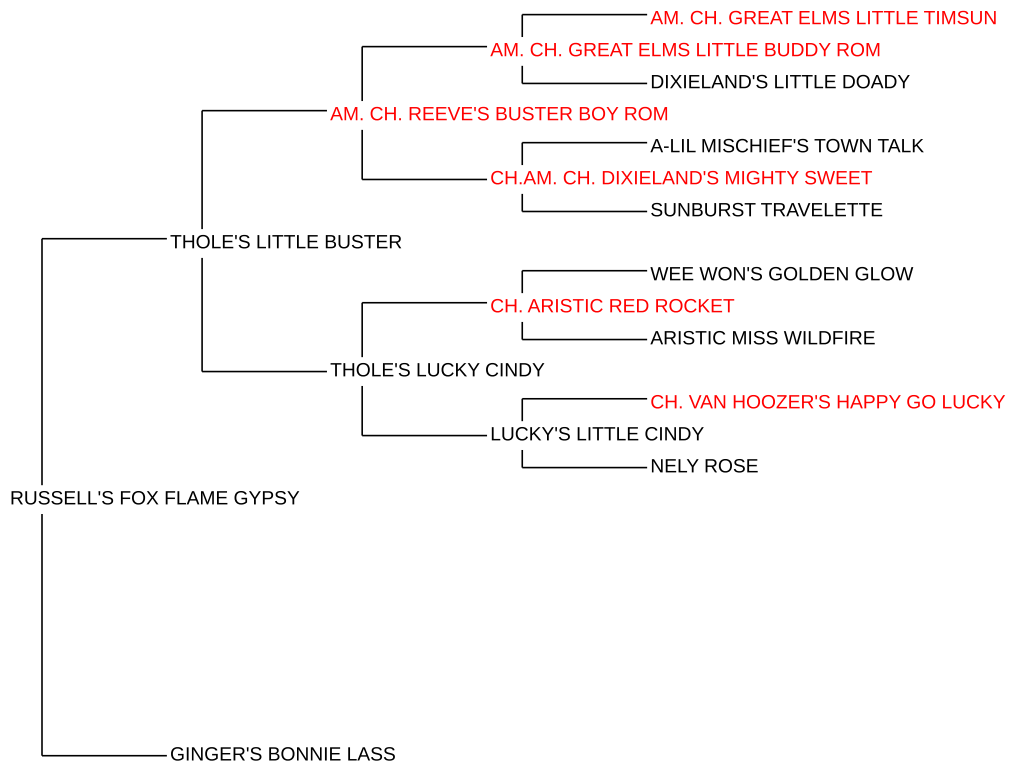 AM. CH. GREAT ELMS LITTLE TIMSUN
AM. CH. GREAT ELMS LITTLE BUDDY ROM
DIXIELAND'S LITTLE DOADY
AM. CH. REEVE'S BUSTER BOY ROM
A-LIL MISCHIEF'S TOWN TALK
CH.AM. CH. DIXIELAND'S MIGHTY SWEET
SUNBURST TRAVELETTE
THOLE'S LITTLE BUSTER
WEE WON'S GOLDEN GLOW
CH. ARISTIC RED ROCKET
ARISTIC MISS WILDFIRE
THOLE'S LUCKY CINDY
CH. VAN HOOZER'S HAPPY GO LUCKY
LUCKY'S LITTLE CINDY
NELY ROSE
RUSSELL'S FOX FLAME GYPSY
GINGER'S BONNIE LASS